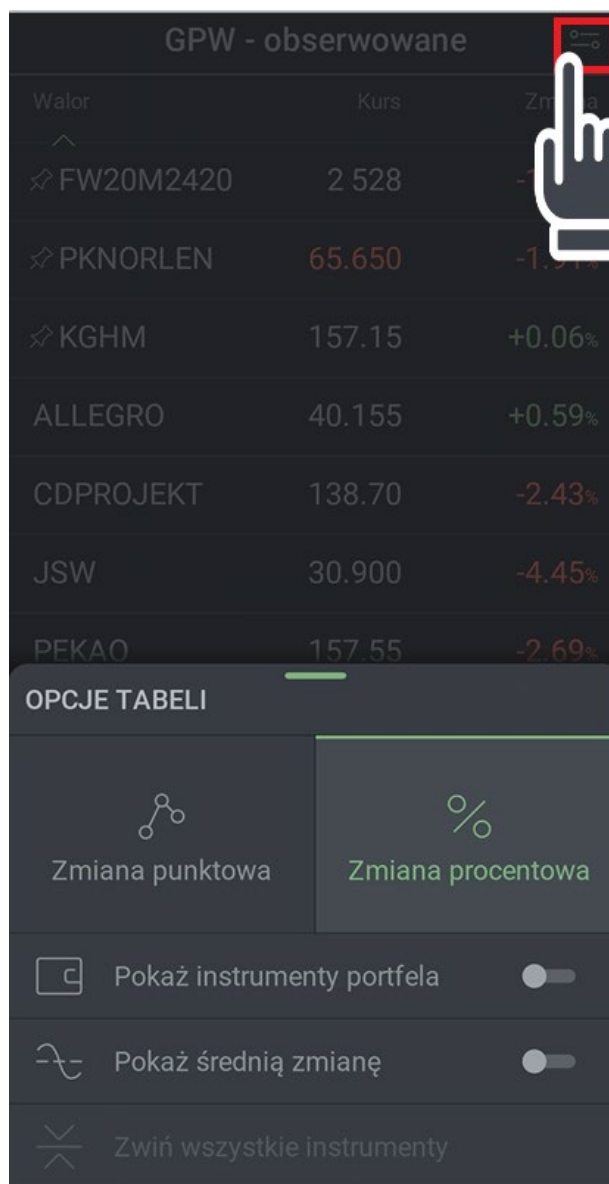 GPW - obserwowane
Walor Kurs
FW20M2420 2 528
PKNORLEN 65.650 -1.91%
KGHM 157.15 +0.06%
ALLEGRO 40.155 +0.59%
CDPROJEKT 138.70 -2.43%
JSW 30.900 -4.45%
PEKAO 157.55 -2.69%
OPCJE TABELI
Zmiana punktowa Zmiana procentowa
Pokaż instrumenty portfela
Pokaż średnią zmianę
Zwiń wszystkie instrumenty